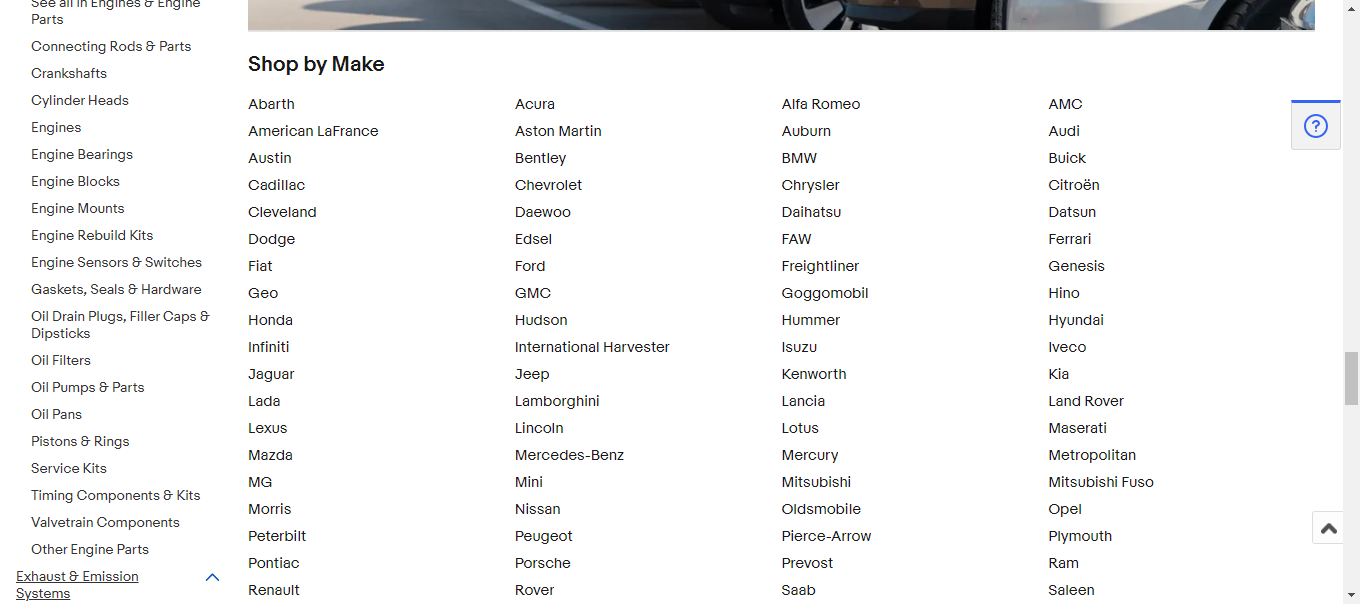 See all in Engines & Engine
Parts
Connecting Rods & Parts
Crankshafts
Cylinder Heads
Engines
Engine Bearings
Engine Blocks
Engine Mounts
Engine Rebuild Kits
Engine Sensors & Switches
Gaskets, Seals & Hardware
Oil Drain Plugs, Filler Caps &
Dipsticks
Oil Filters
Oil Pumps & Parts
Oil Pans
Pistons & Rings
Service Kits
Timing Components & Kits
Valvetrain Components
Other Engine Parts
Exhaust & Emission
Systems
Shop by Make
Abarth Acura Alfa Romeo AMC
American LaFrance Aston Martin Auburn Audi
Austin Bentley BMW Buick
Cadillac Chevrolet Chrysler Citroën
Cleveland Daewoo Daihatsu Datsun
Dodge Edsel FAW Ferrari
Fiat Ford Freightliner Genesis
Geo GMC Goggomobil Hino
Honda Hudson Hummer Hyundai
Infiniti International Harvester Isuzu Iveco
Jaguar Jeep Kenworth Kia
Lada Lamborghini Lancia Land Rover
Lexus Lincoln Lotus Maserati
Mazda Mercedes-Benz Mercury Metropolitan
MG Mini Mitsubishi Mitsubishi Fuso
Morris Nissan Oldsmobile Opel
Peterbilt Peugeot Pierce-Arrow Plymouth
Pontiac Porsche Prevost Ram
Renault Rover Saab Saleen
?